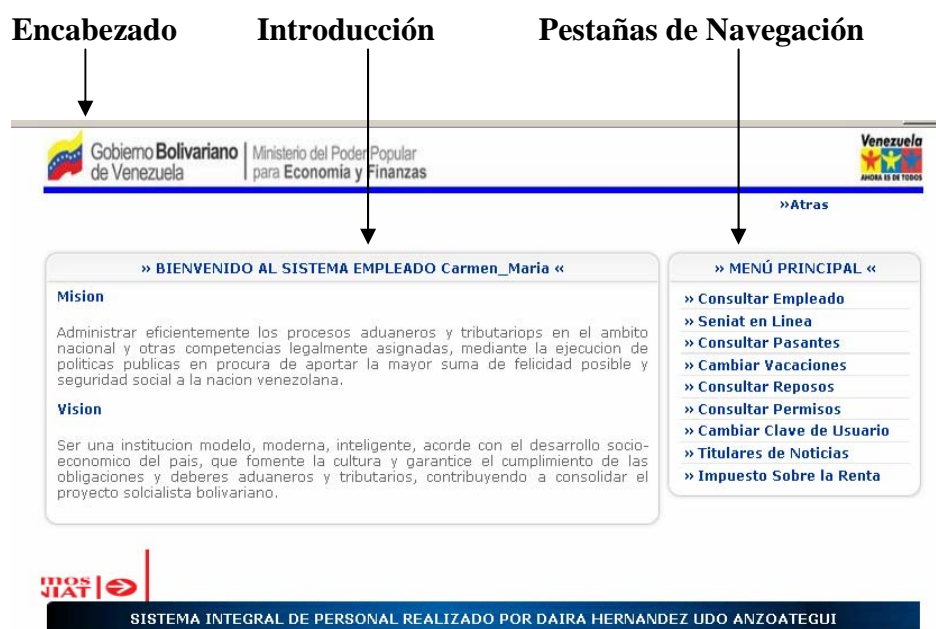 Encabezado Introducción Pestañas de Navegación
Gobierno Bolivariano
de Venezuela
Ministerio del Poder Popular
para Economía y Finanzas
Venezuela
AHORA ES DE TODOS
»Atras
» BIENVENIDO AL SISTEMA EMPLEADO Carmen_Maria «
Mision
Administrar eficientemente los procesos aduaneros y tributariops en el ambito
nacional y otras competencias legalmente asignadas, mediante la ejecucion de
politicas publicas en procura de aportar la mayor suma de felicidad posible y
seguridad social a la nacion venezolana.
Vision
Ser una institucion modelo, moderna, inteligente, acorde con el desarrollo socio-
economico del pais, que fomente la cultura y garantice el cumplimiento de las
obligaciones y deberes aduaneros y tributarios, contribuyendo a consolidar el
proyecto solcialista bolivariano.
» MENÚ PRINCIPAL «
» Consultar Empleado
» Seniat en Linea
» Consultar Pasantes
» Cambiar Vacaciones
» Consultar Reposos
» Consultar Permisos
» Cambiar Clave de Usuario
» Titulares de Noticias
» Impuesto Sobre la Renta
mos
SISTEMA INTEGRAL DE PERSONAL REALIZADO POR DAIRA HERNANDEZ UDO ANZOATEGUI